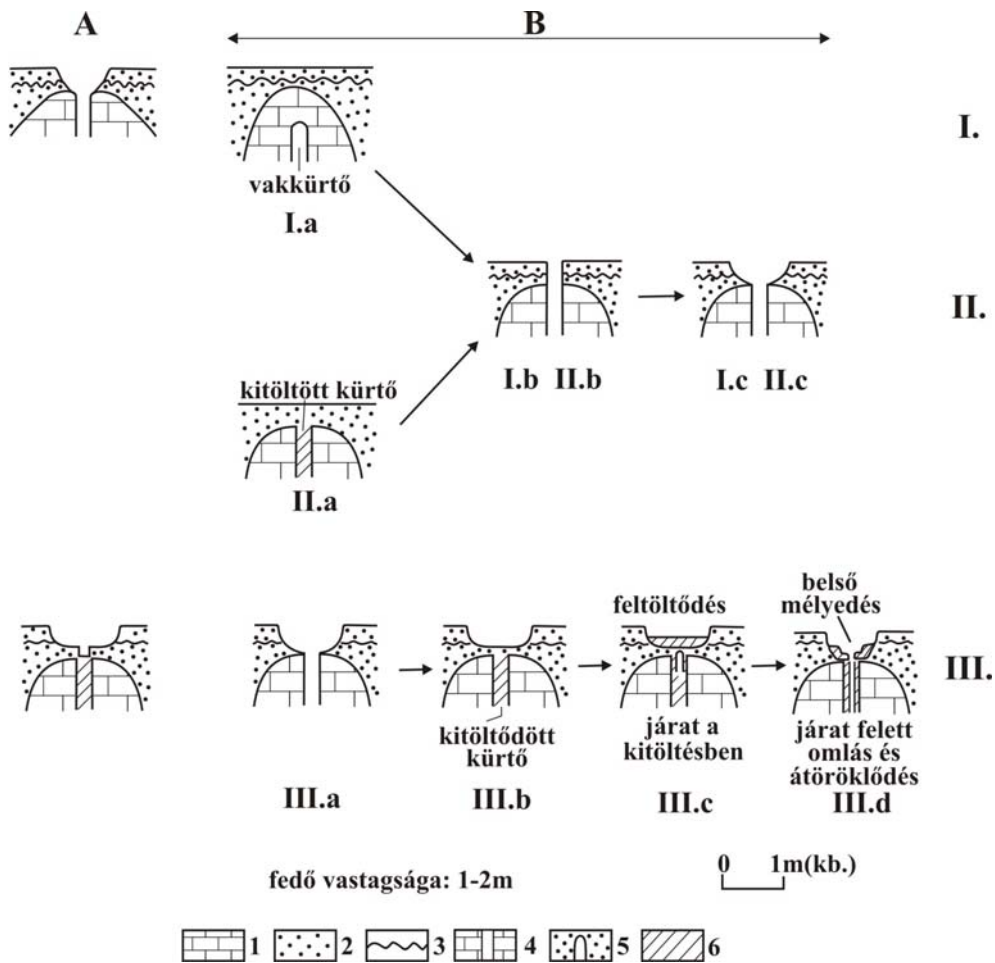 A
B
I.
vakkürtő
I.a
II.
I.b II.b
I.c II.c
kitöltött kürtő
II.a
belső
mélyedés
feltöltődés
III.
kitöltődött
kürtő
járat a
kitöltésben
járat felett
omlás és
átöröklődés
III.a
III.b
III.c
III.d
fedő vastagsága: 1-2m
0 1m(kb.)
1 2 3 4 5 6